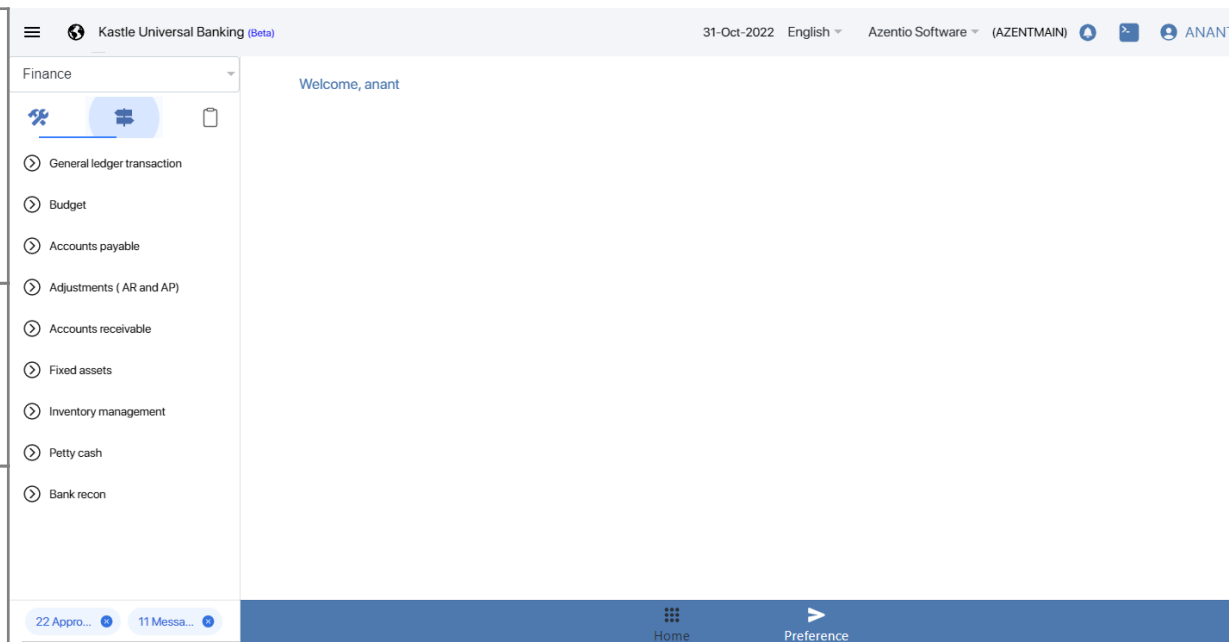 Kastle Universal Banking (Beta) 31-Oct-2022 English Azentio Software (AZENTMAIN) ANANT
Finance
Welcome, anant
General ledger transaction
Budget
Accounts payable
Adjustments ( AR and AP)
Accounts receivable
Fixed assets
Inventory management
Petty cash
Bank recon
22 Appro... 11 Messa...
Home Preference